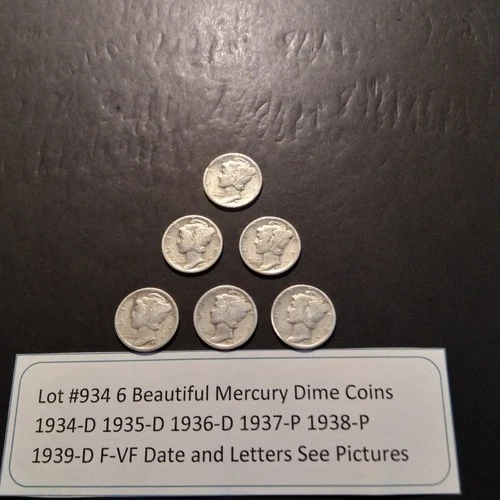 Lot #934 6 Beautiful Mercury Dime Coins
1934-D 1935-D 1936-D 1937-P 1938-P
1939-D F-VF Date and Letters See Pictures